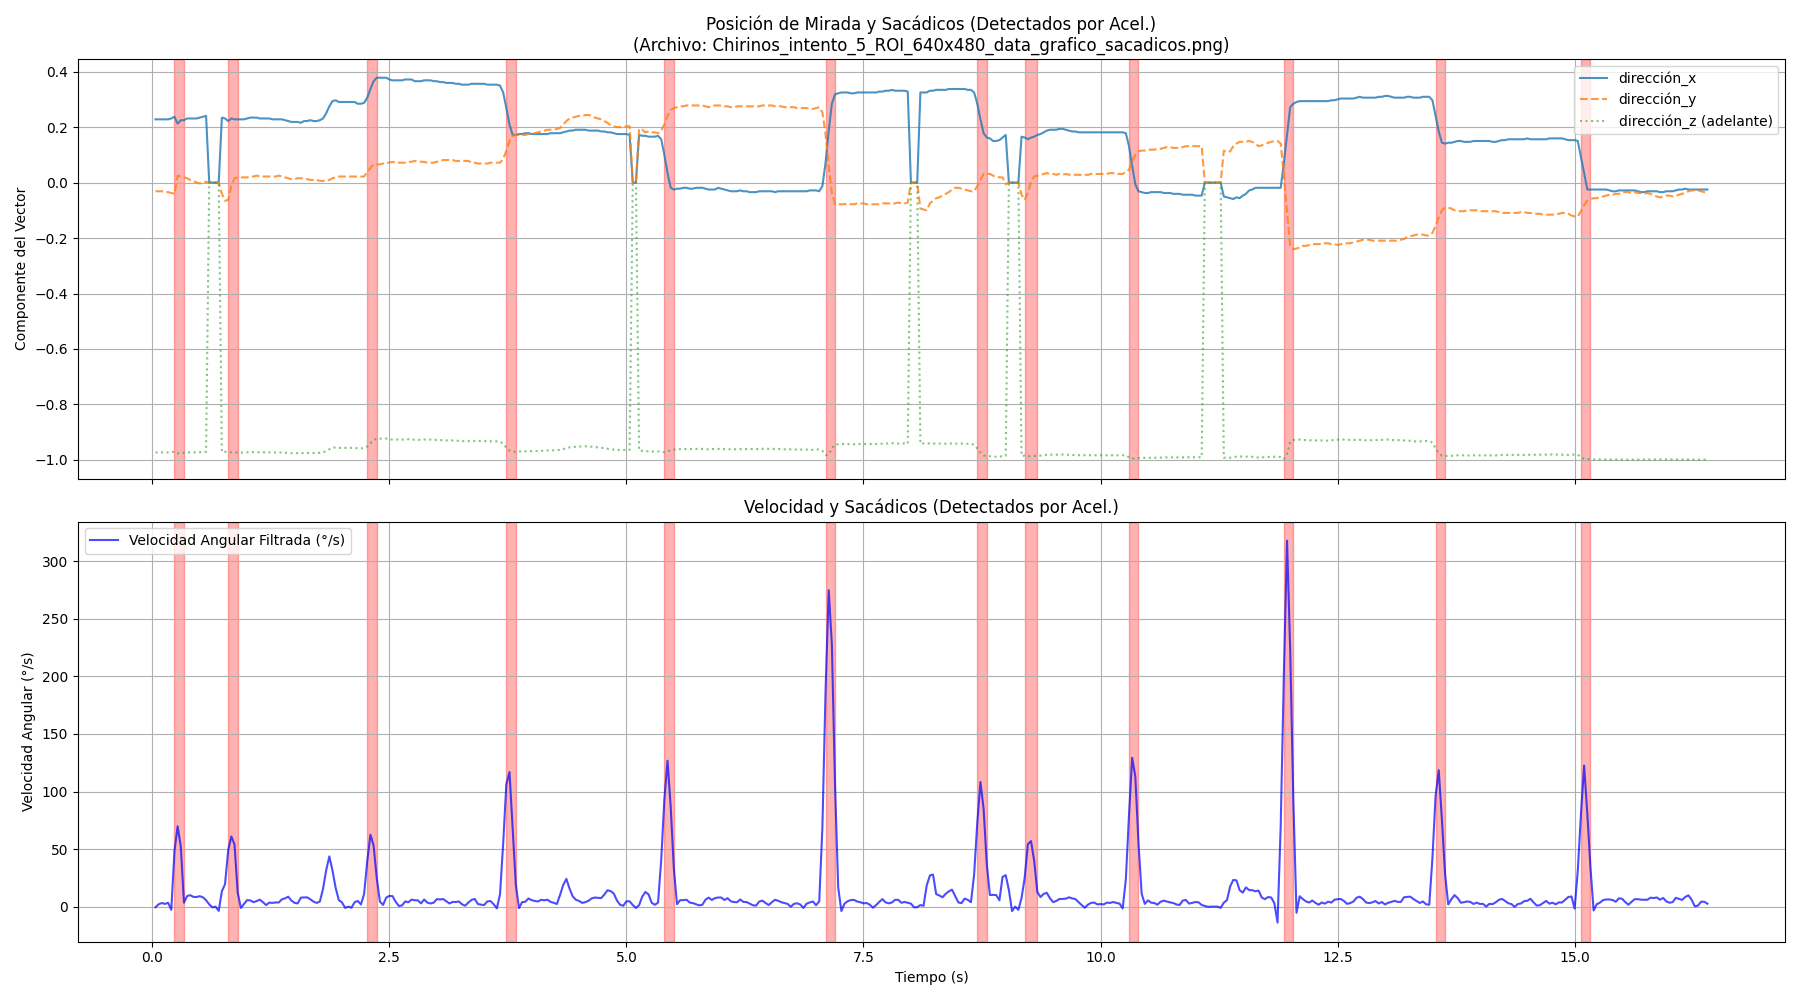 Posición de Mirada y Sacádicos (Detectados por Acel.)
(Archivo: Chirinos_intento_5_ROI_640x480_data_grafico_sacadicos.png)
Componente del Vector
0.4
0.2
0.0
−0.2
−0.4
−0.6
−0.8
−1.0
dirección_x
dirección_y
dirección_z (adelante)
Velocidad y Sacádicos (Detectados por Acel.)
Velocidad Angular (°/s)
300
250
200
150
100
50
0
Velocidad Angular Filtrada (°/s)
0.0 2.5 5.0 7.5 10.0 12.5 15.0
Tiempo (s)